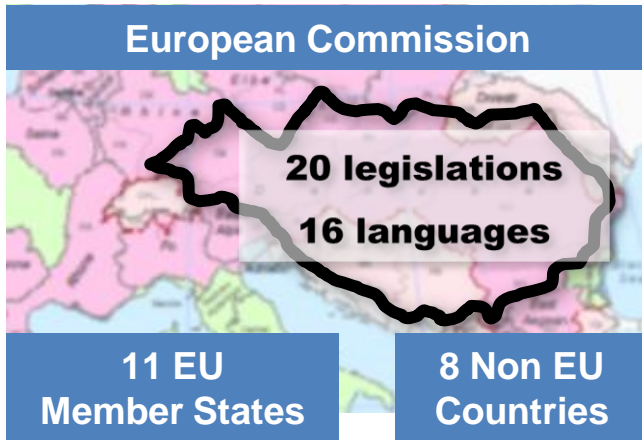 European Commission
20 legislations
16 languages
11 EU
Member States
8 Non EU
Countries